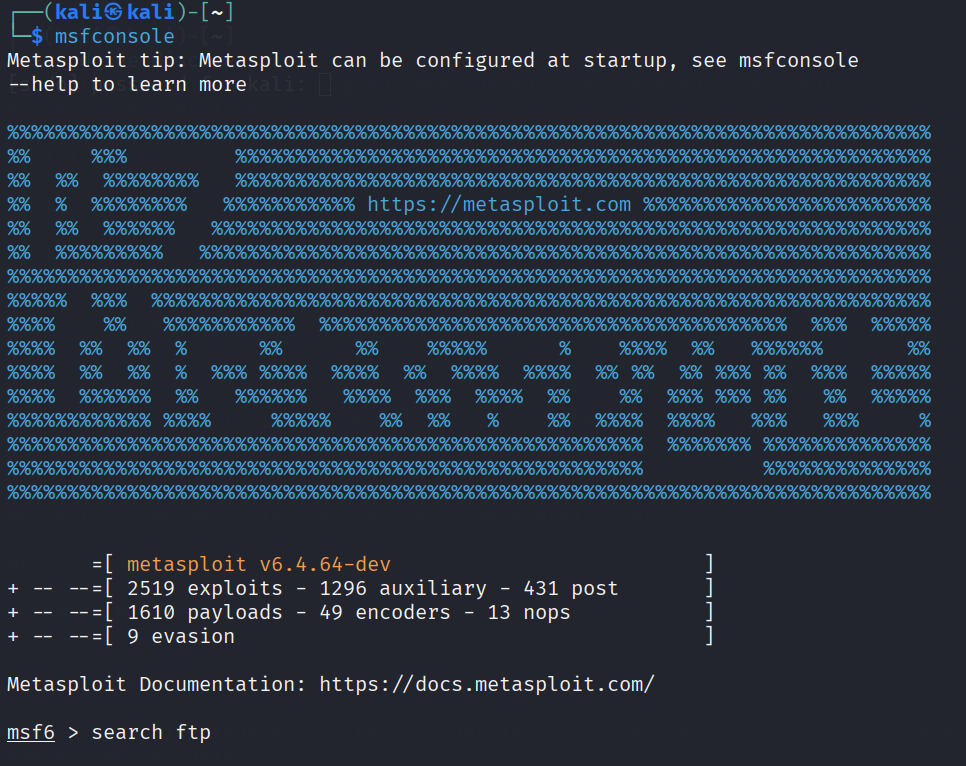 ┌──(kali㉿kali)-[~]
└─$ msfconsole
Metasploit tip: Metasploit can be configured at startup, see msfconsole
--help to learn more
%%%%%%%%%%%%%%%%%%%%%%%%%%%%%%%%%%%%%%%%%%%%%%%%%%%%%%%%%%%%%%%%%%%%%%%%%%%%%%%
%%     %%%         %%%%%%%%%%%%%%%%%%%%%%%%%%%%%%%%%%%%%%%%%%%%%%%%%%%%%%%%%%
%%  %%  %%%%%%%%   %%%%%%%%%%%%%%%%%%%%%%%%%%%%%%%%%%%%%%%%%%%%%%%%%%%%%%%%%%
%%  %  %%%%%%%%   %%%%%%%%%%% https://metasploit.com %%%%%%%%%%%%%%%%%%%%%%%%
%%  %%  %%%%%%   %%%%%%%%%%%%%%%%%%%%%%%%%%%%%%%%%%%%%%%%%%%%%%%%%%%%%%%%%%%%
%%  %%%%%%%%%   %%%%%%%%%%%%%%%%%%%%%%%%%%%%%%%%%%%%%%%%%%%%%%%%%%%%%%%%%%%%%
%%%%%%%%%%%%%%%%%%%%%%%%%%%%%%%%%%%%%%%%%%%%%%%%%%%%%%%%%%%%%%%%%%%%%%%%%%%%%%%
%%%%%  %%%  %%%%%%%%%%%%%%%%%%%%%%%%%%%%%%%%%%%%%%%%%%%%%%%%%%%%%%%%%%%%%%%%%
%%%%    %%   %%%%%%%%%%%  %%%%%%%%%%%%%%%%%%%%%%%%%%%%%%%%%%%%%%%  %%%  %%%%%
%%%%  %%  %%  %      %%      %%    %%%%%      %    %%%%  %%   %%%%%%       %%
%%%%  %%  %%  %  %%% %%%%  %%%%  %%  %%%%  %%%%  %% %%  %% %%% %%  %%%  %%%%%
%%%%  %%%%%%  %%   %%%%%%   %%%%  %%%  %%%%  %%    %%  %%% %%% %%   %%  %%%%%
%%%%%%%%%%%% %%%%     %%%%%    %%  %%   %    %%  %%%%  %%%%   %%%   %%%     %
%%%%%%%%%%%%%%%%%%%%%%%%%%%%%%%%%%%%%%%%%%%%%%%%%%%%%  %%%%%%% %%%%%%%%%%%%%%
%%%%%%%%%%%%%%%%%%%%%%%%%%%%%%%%%%%%%%%%%%%%%%%%%%%%%          %%%%%%%%%%%%%%
%%%%%%%%%%%%%%%%%%%%%%%%%%%%%%%%%%%%%%%%%%%%%%%%%%%%%%%%%%%%%%%%%%%%%%%%%%%%%%%
=[ metasploit v6.4.64-dev ]
+ -- --=[ 2519 exploits - 1296 auxiliary - 431 post ]
+ -- --=[ 1610 payloads - 49 encoders - 13 nops ]
+ -- --=[ 9 evasion ]
Metasploit Documentation: https://docs.metasploit.com/
msf6 > search ftp